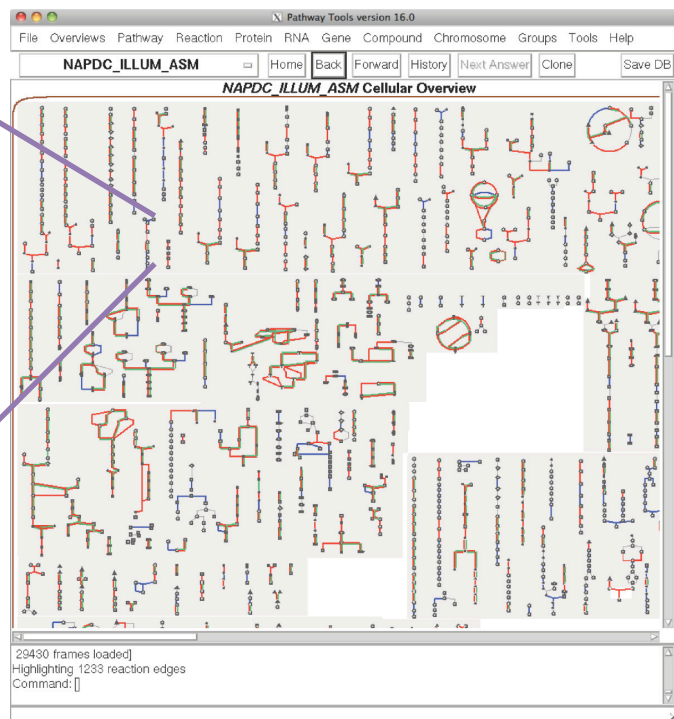 Pathway Tools version 16.0
File Overviews Pathway Reaction Protein RNA Gene Compound Chromosome Groups Tools Help
NAPDC_ILLUM_ASM Home Back Forward History Next Answer Clone Save DB
NAPDC_ILLUM_ASM Cellular Overview
29430 frames loaded]
Highlighting 1233 reaction edges
Command: []